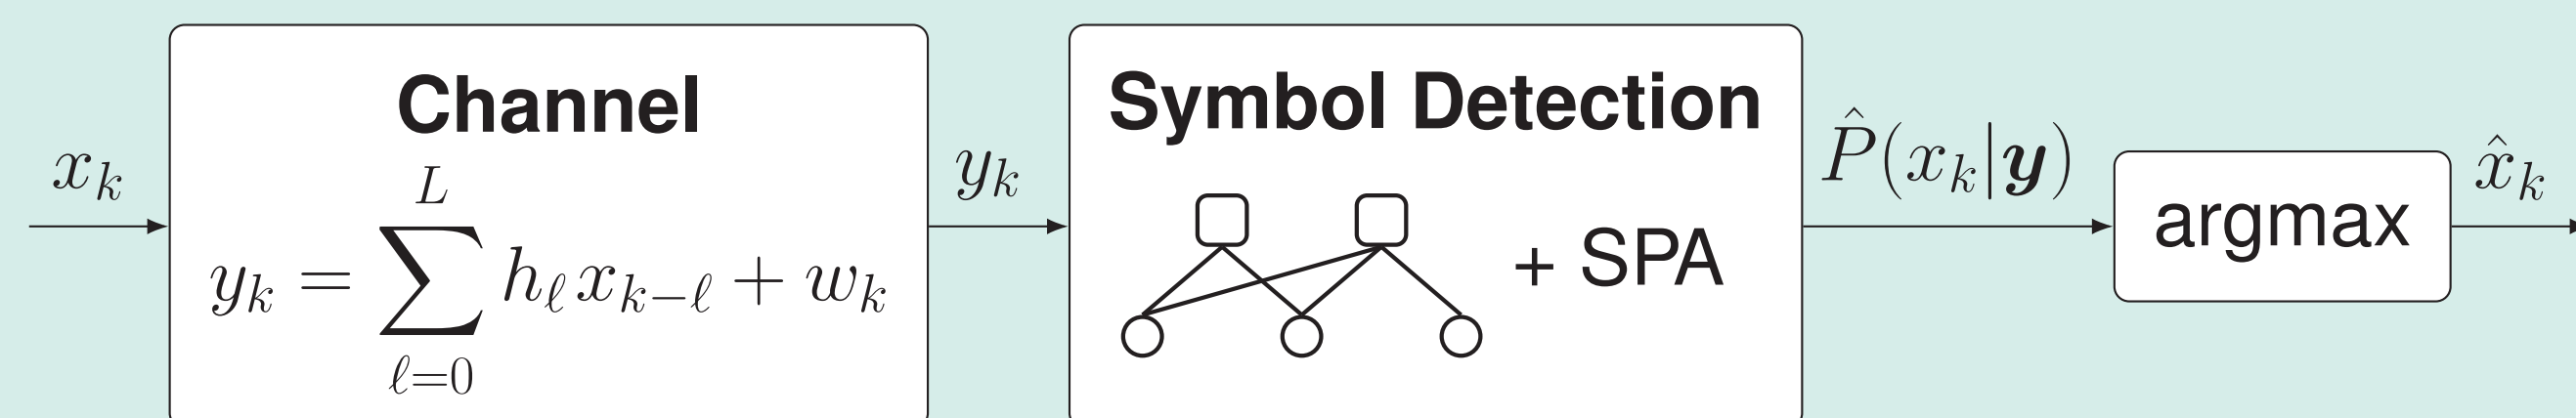 x_k
Channel
y_k = \sum_{\ell=0}^{L} h_\ell x_{k-\ell} + w_k
y_k
Symbol Detection
+ SPA
\hat{P}(x_k|\boldsymbol{y})
argmax
\hat{x}_k